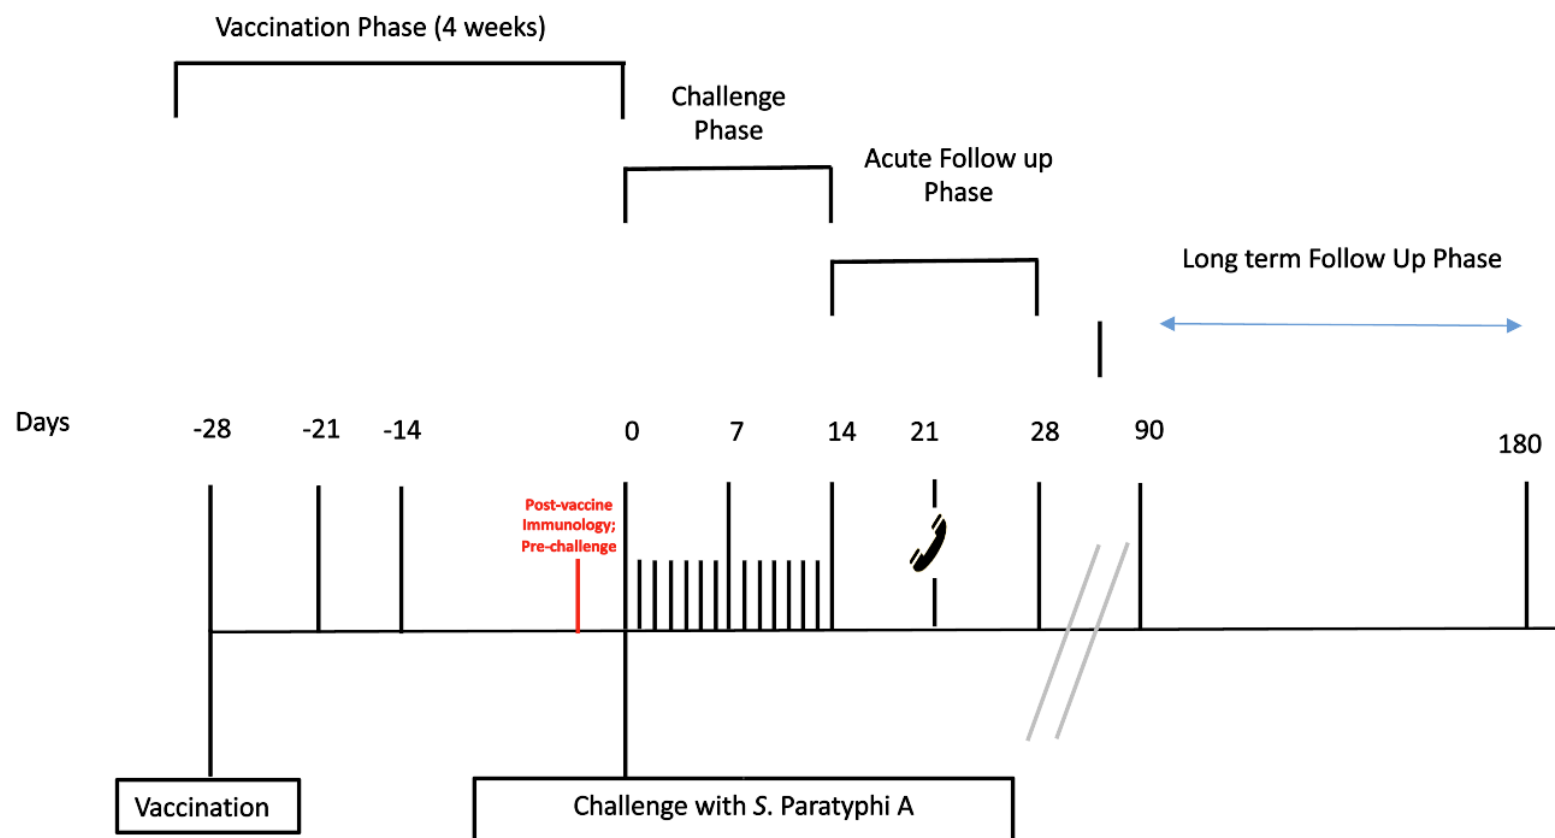 Vaccination Phase (4 weeks)
Challenge
Phase
Acute Follow up
Phase
Long term Follow Up Phase
Days
-28
-21
-14
0
7
14
21
28
90
180
Post-vaccine
Immunology;
Pre-challenge
Vaccination
Challenge with S. Paratyphi A